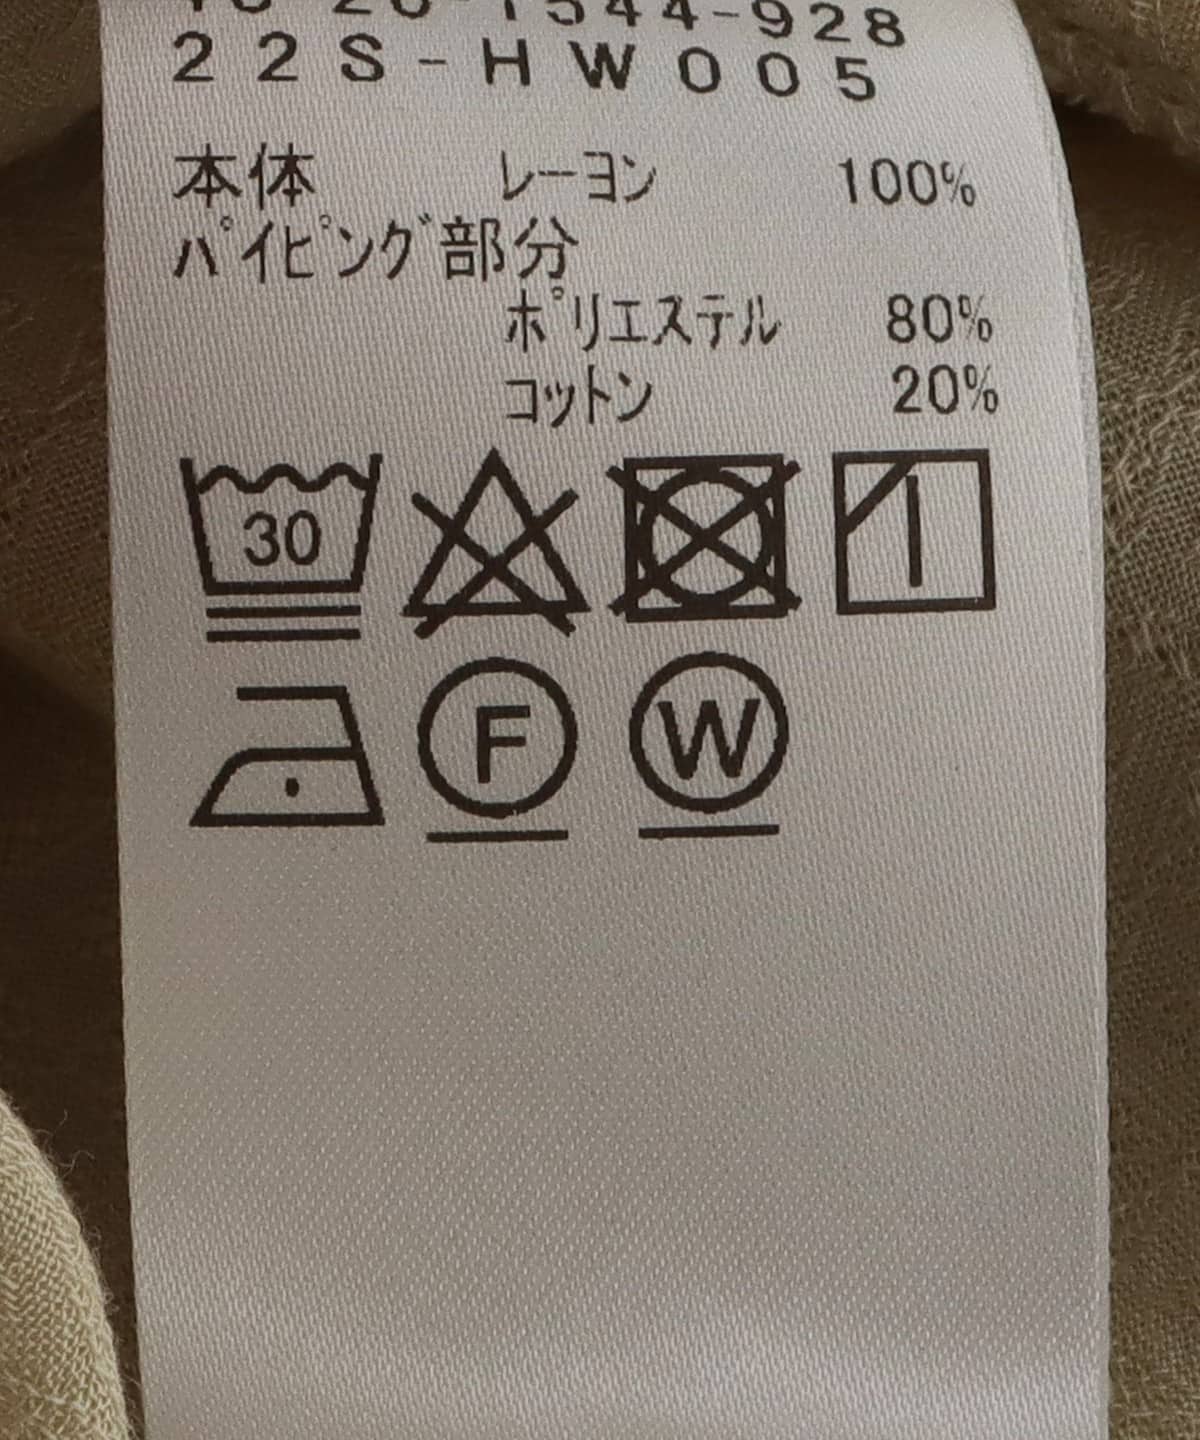 22S-HW005
本体 レーヨン 100%
パイピング部分
ポリエステル 80%
コットン 20%
30
F W